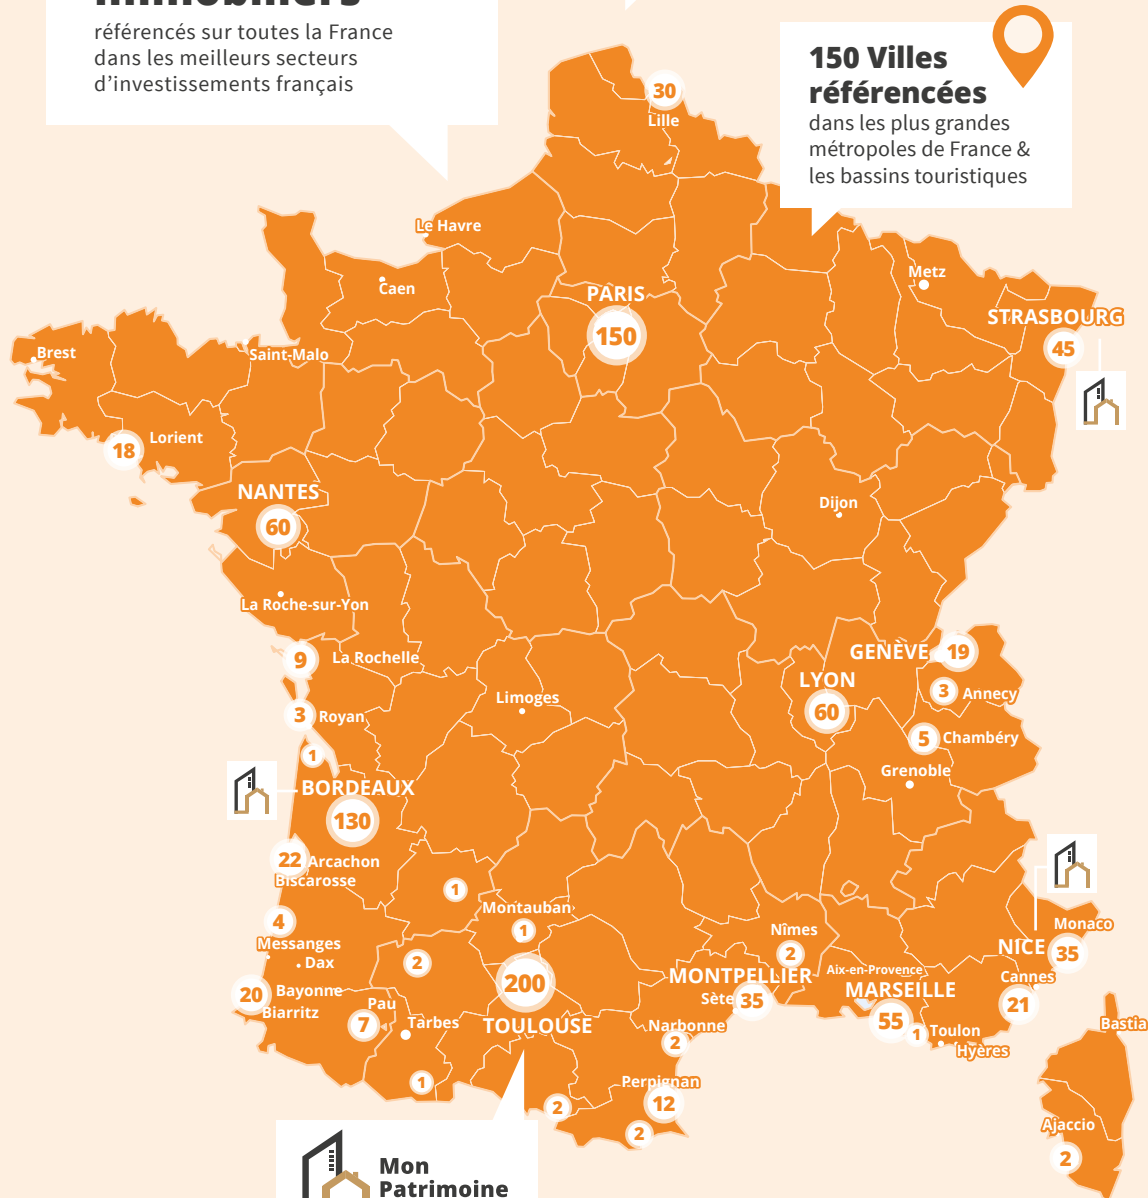 immobiliers
référencés sur toutes la France
dans les meilleurs secteurs
d’investissements français
150 Villes
référencées
dans les plus grandes
métropoles de France &
les bassins touristiques
30
Lille
Le Havre
Caen
Metz
PARIS
150
STRASBOURG
45
Brest
Saint-Malo
18
Lorient
NANTES
60
Dijon
La Roche-sur-Yon
9
La Rochelle
GENÈVE
19
LYON
60
3
Annecy
Limoges
3
Royan
5
Chambéry
1
Grenoble
BORDEAUX
130
22
Arcachon
Biscarosse
1
Montauban
1
4
Messanges
Dax
2
200
TOULOUSE
20
Bayonne
Biarritz
Pau
7
Tarbes
1
Nîmes
2
MONTPELLIER
Sète
35
Aix-en-Provence
MARSEILLE
55
1
Toulon
Hyères
Monaco
NICE
35
Cannes
21
Narbonne
2
Perpignan
12
2
2
Bastia
Ajaccio
2
Mon
Patrimoine